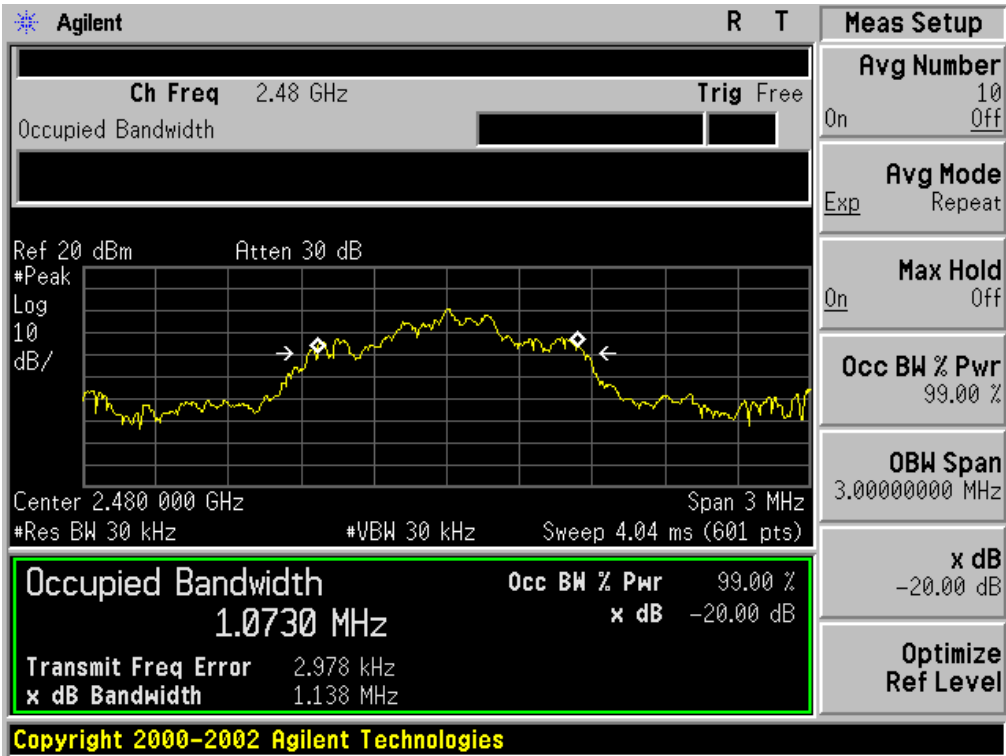 Agilent R T
Ch Freq 2.48 GHz Trig Free
Occupied Bandwidth
Ref 20 dBm Atten 30 dB
#Peak
Log
10
dB/
Center 2.480 000 GHz Span 3 MHz
#Res BW 30 kHz #VBW 30 kHz Sweep 4.04 ms (601 pts)
Occupied Bandwidth Occ BW % Pwr 99.00 %
1.0730 MHz x dB -20.00 dB
Transmit Freq Error 2.978 kHz
x dB Bandwidth 1.138 MHz
Copyright 2000-2002 Agilent Technologies
Meas Setup
Avg Number
10
On Off
Avg Mode
Exp Repeat
Max Hold
On Off
Occ BW % Pwr
99.00 %
OBW Span
3.00000000 MHz
x dB
-20.00 dB
Optimize
Ref Level